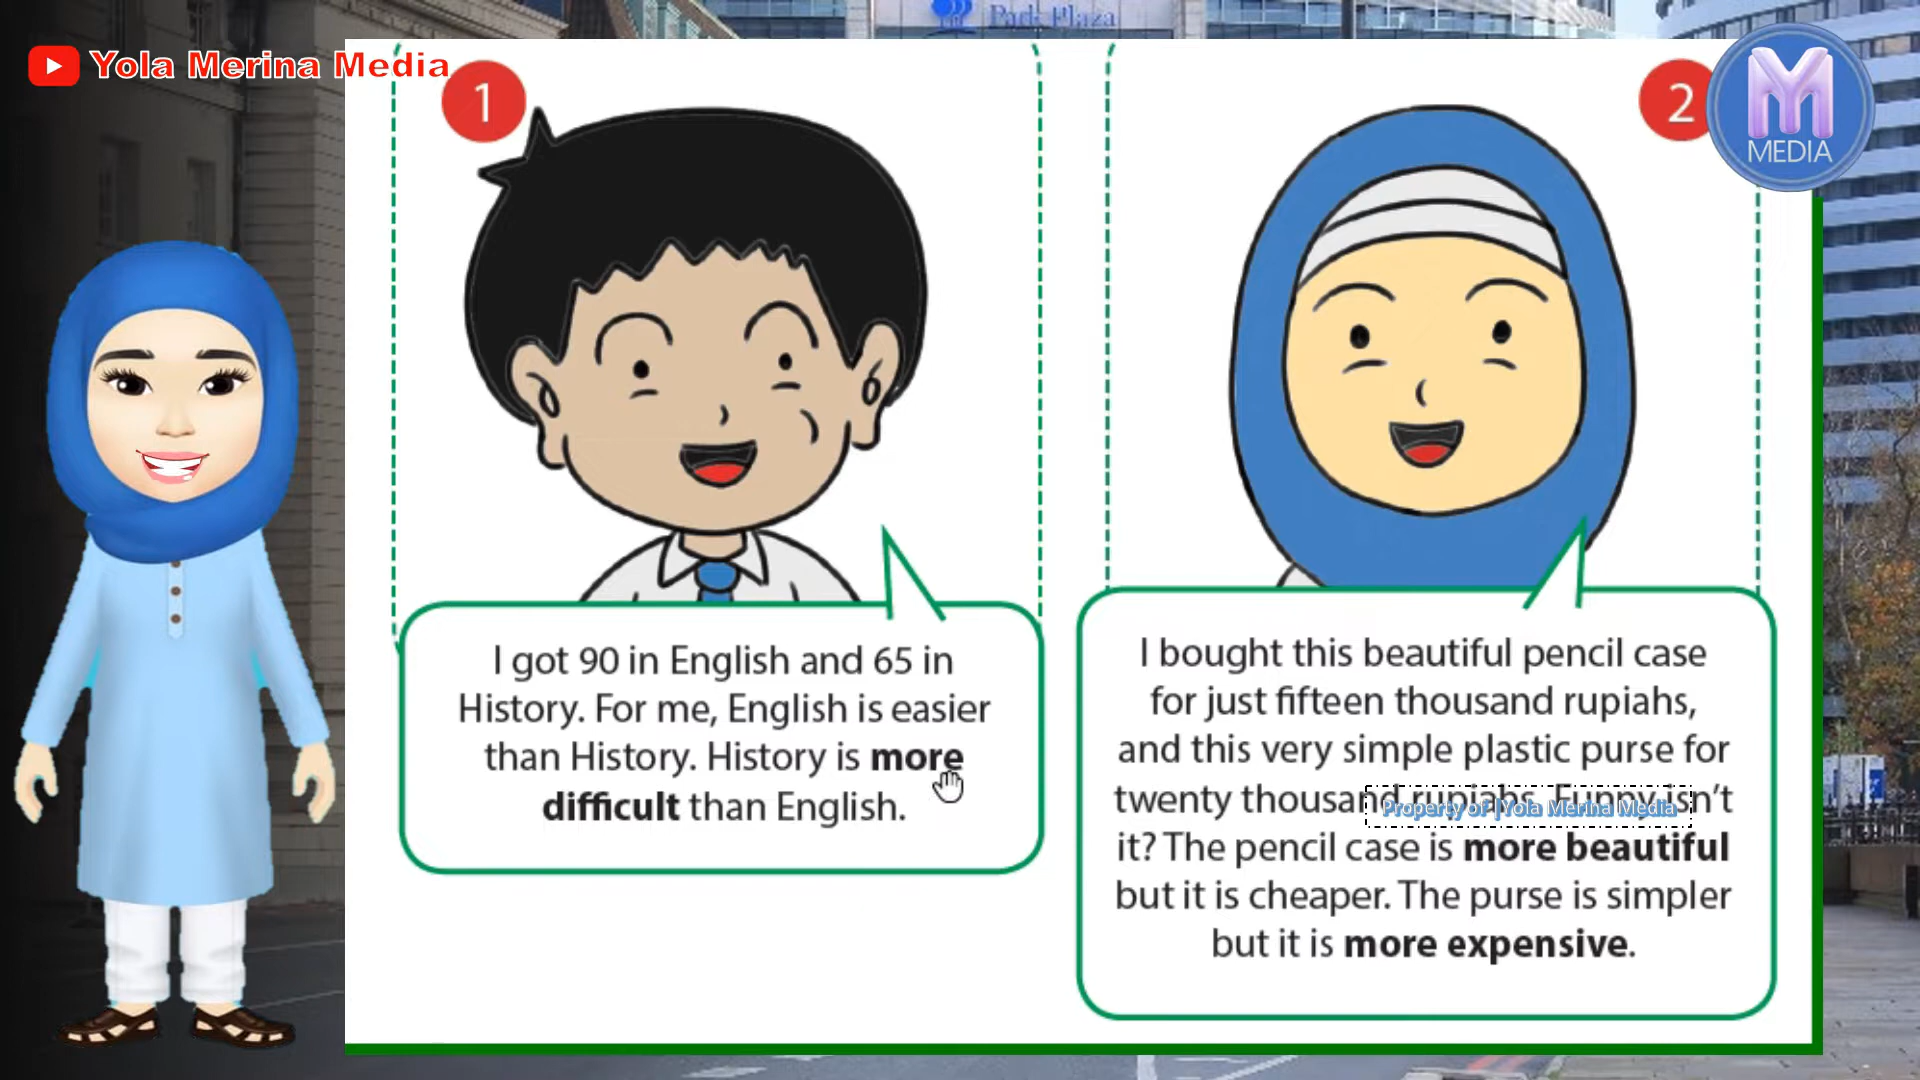 Park Plaza
Yola Merina Media
1
2
M
MEDIA
I got 90 in English and 65 in
History. For me, English is easier
than History. History is more
difficult than English.
I bought this beautiful pencil case
for just fifteen thousand rupiahs,
and this very simple plastic purse for
twenty thousand rupiahs. Funny isn't
Property of |Yola Merina Media
it? The pencil case is more beautiful
but it is cheaper. The purse is simpler
but it is more expensive.